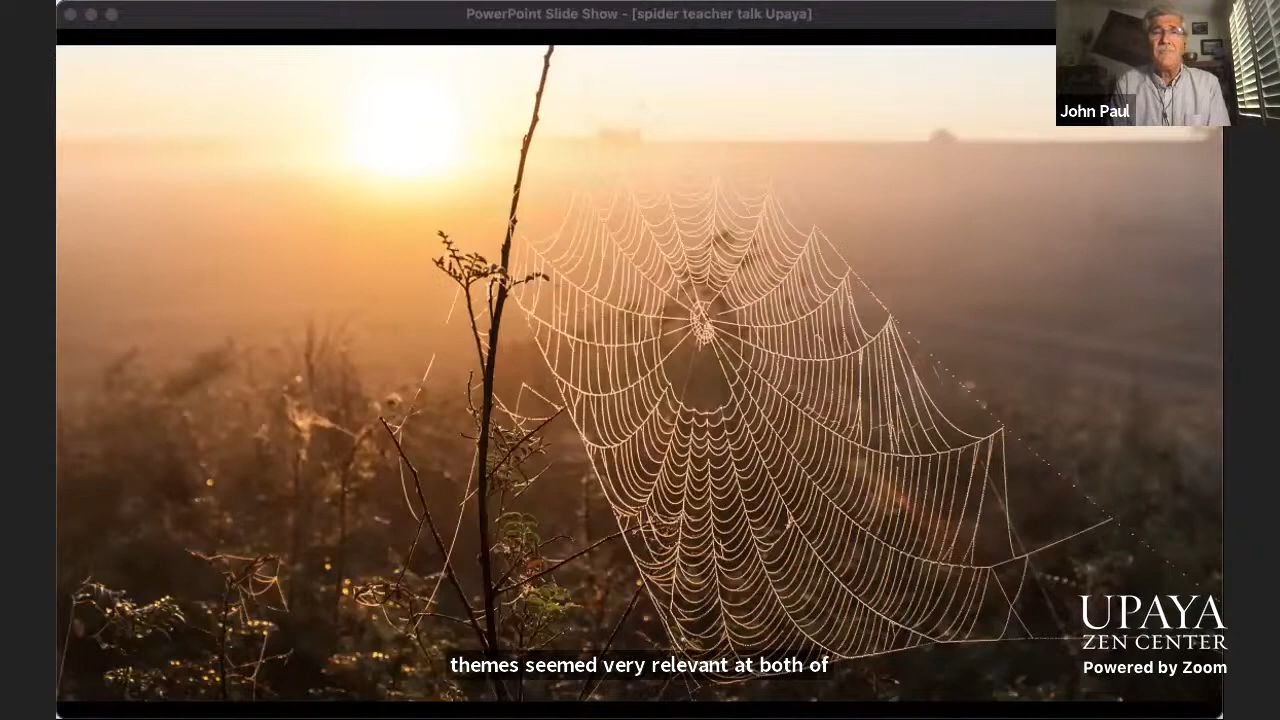 PowerPoint Slide Show - [spider teacher talk Upaya]
John Paul
UPAYA
ZEN CENTER
Powered by Zoom
themes seemed very relevant at both of